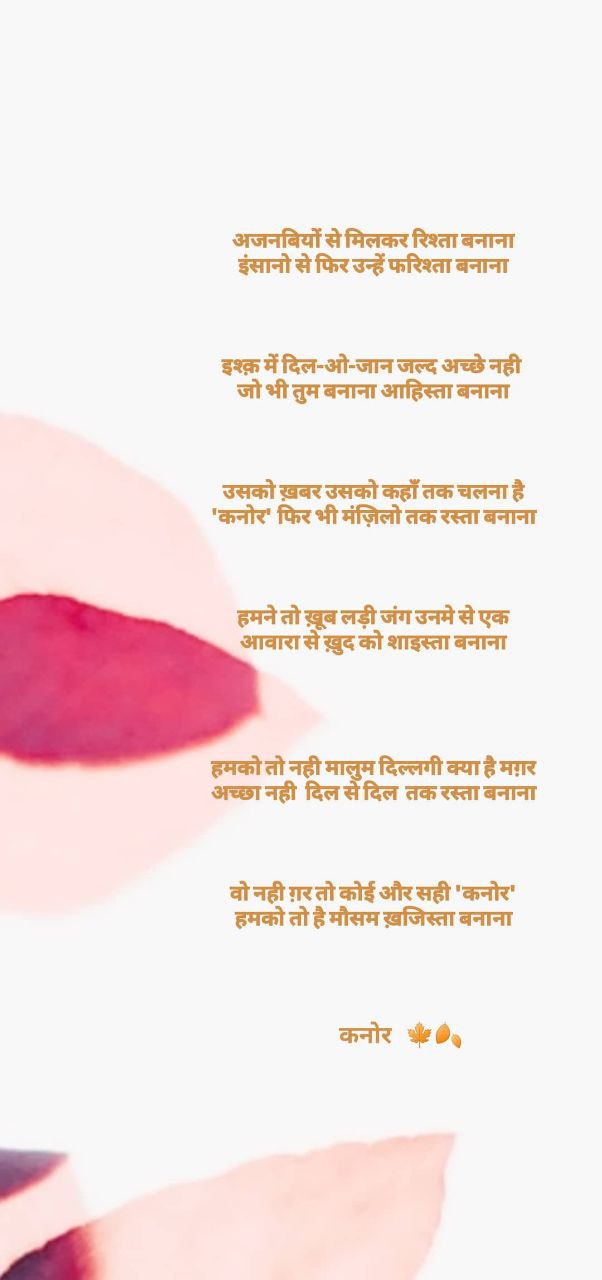 अजनबियों से मिलकर रिश्ता बनाना
इंसानो से फिर उन्हें फरिश्ता बनाना
इश्क़ में दिल-ओ-जान जल्द अच्छे नही
जो भी तुम बनाना आहिस्ता बनाना
उसको ख़बर उसको कहाँ तक चलना है
'कनोर' फिर भी मंज़िलो तक रस्ता बनाना
हमने तो ख़ूब लड़ी जंग उनमे से एक
आवारा से ख़ुद को शाइस्ता बनाना
हमको तो नही मालुम दिल्लगी क्या है मग़र
अच्छा नही दिल से दिल तक रस्ता बनाना
वो नही ग़र तो कोई और सही 'कनोर'
हमको तो है मौसम ख़जिस्ता बनाना
कनोर 🍁🍂